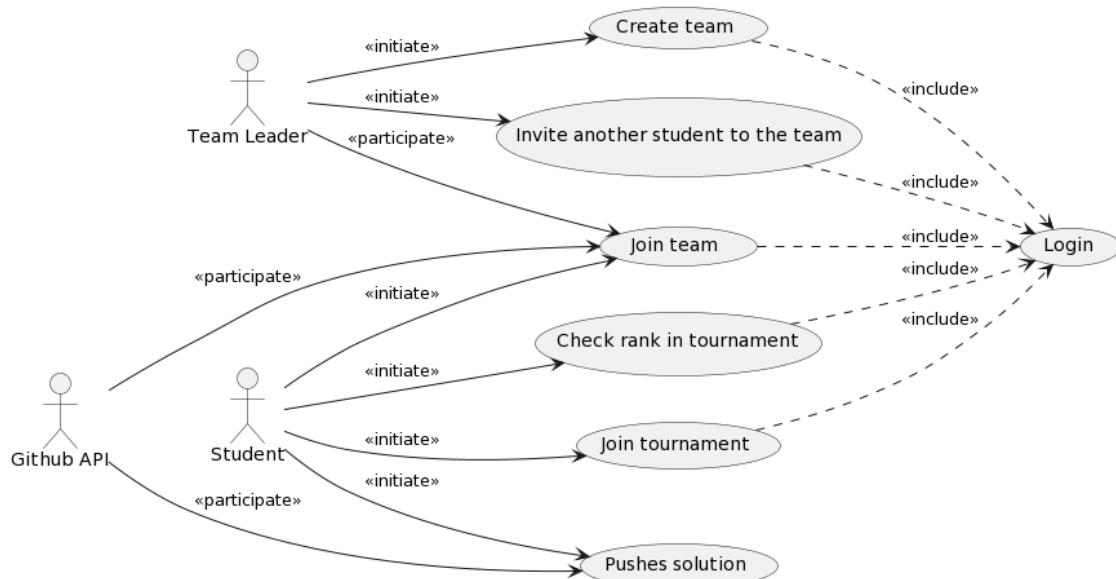 Create team
«initiate»
«include»
«initiate»
Team Leader
Invite another student to the team
«participate»
«include»
Join team
«include»
Login
«participate»
«include»
«initiate»
Check rank in tournament
«include»
«initiate»
Github API
Student
«initiate»
Join tournament
«initiate»
«participate»
Pushes solution